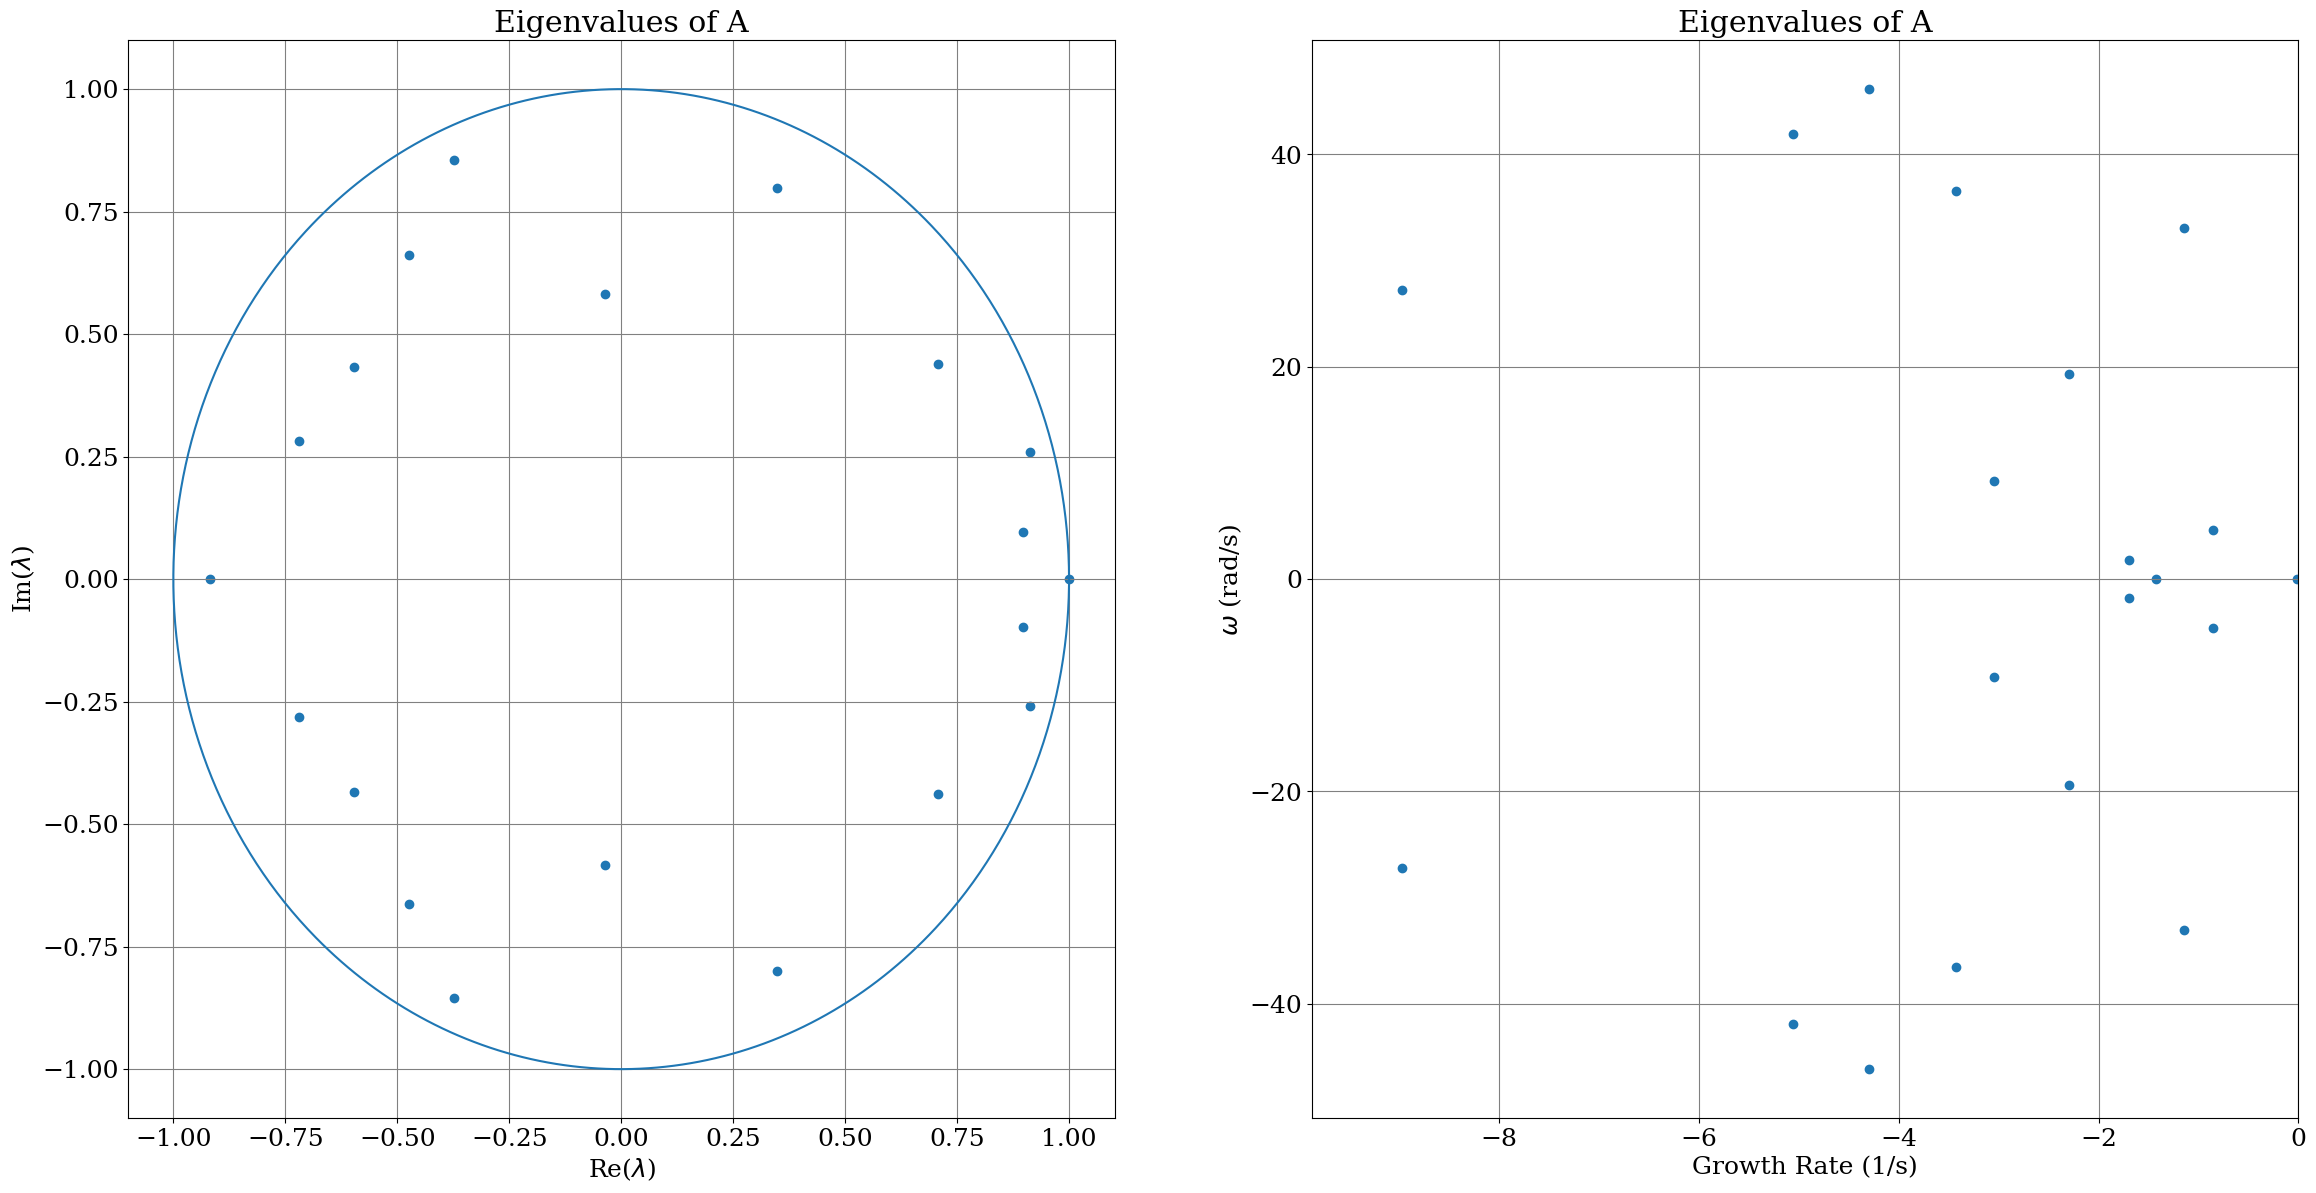 Eigenvalues of A
1.00
0.75
0.50
0.25
0.00
−0.25
−0.50
−0.75
−1.00
Im(λ)
−1.00 −0.75 −0.50 −0.25 0.00 0.25 0.50 0.75 1.00
Re(λ)
Eigenvalues of A
40
20
0
−20
−40
ω (rad/s)
−8 −6 −4 −2 0
Growth Rate (1/s)